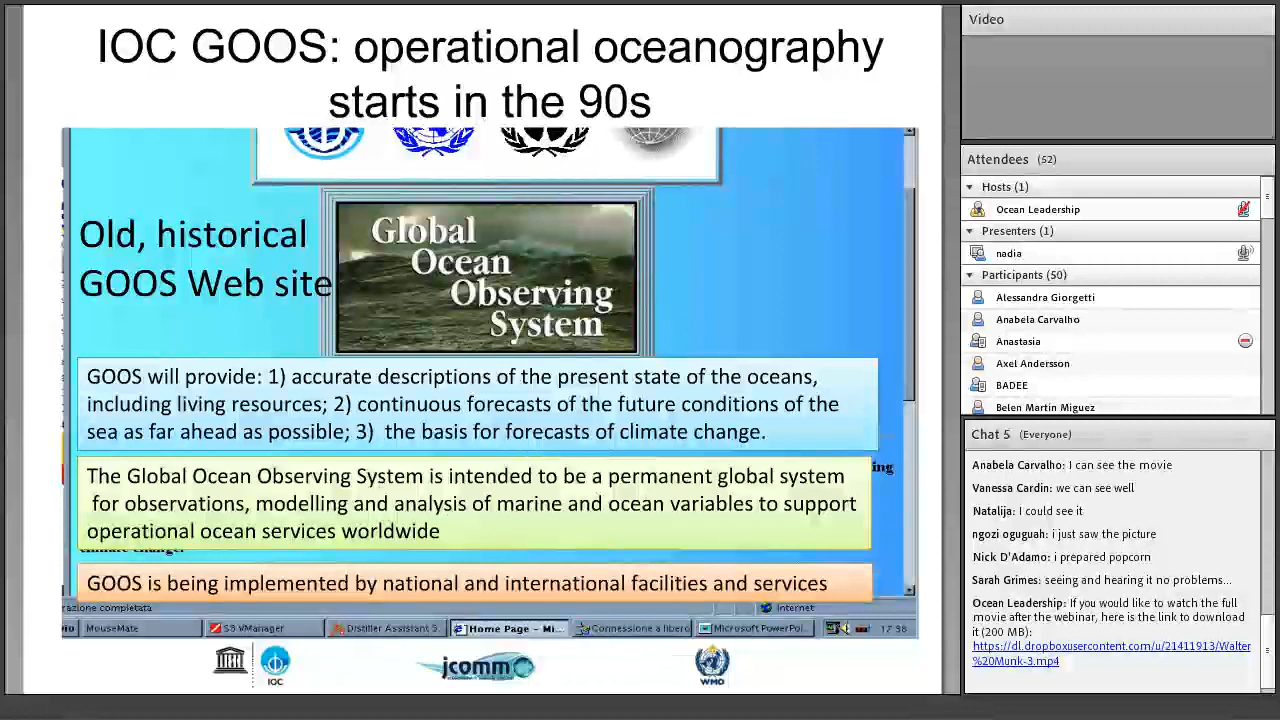 IOC GOOS: operational oceanography
starts in the 90s
Old, historical
GOOS Web site
Global
Ocean
Observing
System
GOOS will provide: 1) accurate descriptions of the present state of the oceans,
including living resources; 2) continuous forecasts of the future conditions of the
sea as far ahead as possible; 3) the basis for forecasts of climate change.
ing
The Global Ocean Observing System is intended to be a permanent global system
for observations, modelling and analysis of marine and ocean variables to support
operational ocean services worldwide
climate change.
GOOS is being implemented by national and international facilities and services
razione completata
Internet
MouseMate
S3 VManager
Distiller Assistant 3.
Home Page - Mi...
Connessione a libero
Microsoft PowerPoi...
17 38
IOC
jcomm
WMO
Video
Attendees (52)
Hosts (1)
Ocean Leadership
Presenters (1)
nadia
Participants (50)
Alessandra Giorgetti
Anabela Carvalho
Anastasia
Axel Andersson
BADEE
Belen Martin Miguez
Chat 5 (Everyone)
Anabela Carvalho: I can see the movie
Vanessa Cardin: we can see well
Natalija: I could see it
ngozi oguguah: i just saw the picture
Nick D'Adamo: i prepared popcorn
Sarah Grimes: seeing and hearing it no problems...
Ocean Leadership: If you would like to watch the full
movie after the webinar, here is the link to download
it (200 MB):
https://dl.dropboxusercontent.com/u/21411913/Walter
%20Munk-3.mp4